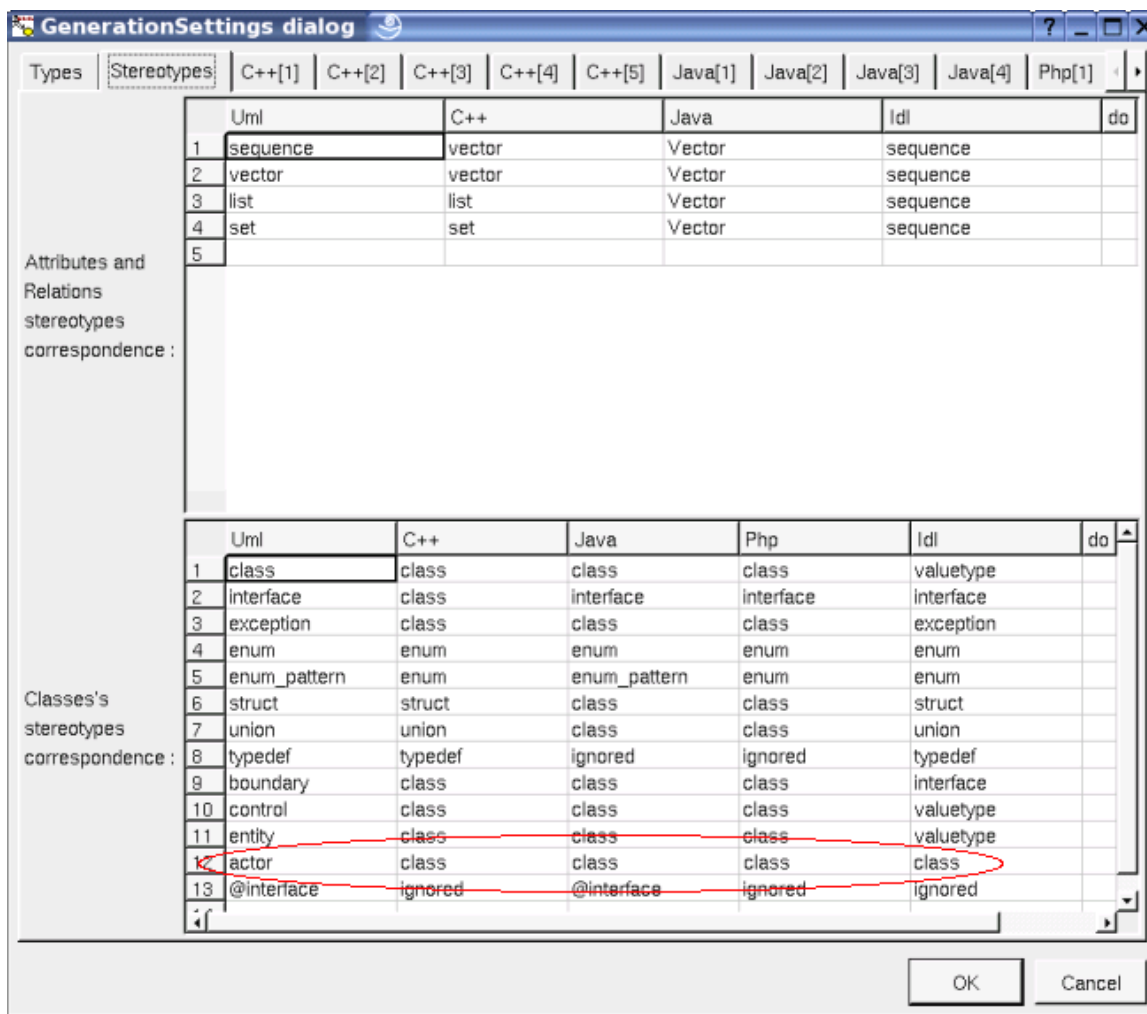 GenerationSettings dialog
Types Stereotypes C++[1] C++[2] C++[3] C++[4] C++[5] Java[1] Java[2] Java[3] Java[4] Php[1]
Uml C++ Java Idl do
1 sequence vector Vector sequence
2 vector vector Vector sequence
3 list list Vector sequence
4 set set Vector sequence
5
Attributes and
Relations
stereotypes
correspondence :
Uml C++ Java Php Idl do
1 class class class class valuetype
2 interface class interface interface interface
3 exception class class class exception
4 enum enum enum enum enum
5 enum_pattern enum enum_pattern enum enum
6 struct struct class class struct
7 union union class class union
8 typedef typedef ignored ignored typedef
9 boundary class class class interface
10 control class class class valuetype
11 entity class class class valuetype
12 actor class class class class
13 @interface ignored @interface ignored ignored
Classes's
stereotypes
correspondence :
OK Cancel